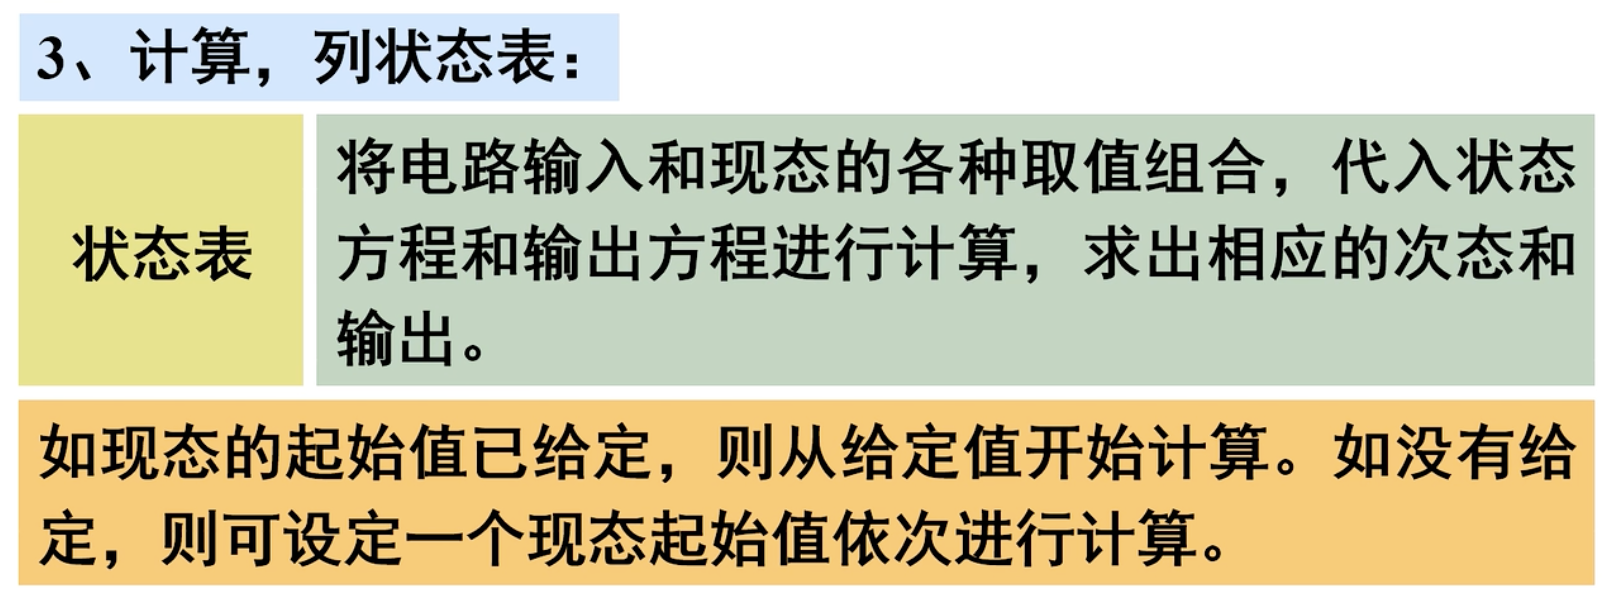 3、计算，列状态表：
状态表
将电路输入和现态的各种取值组合，代入状态
方程和输出方程进行计算，求出相应的次态和
输出。
如现态的起始值已给定，则从给定值开始计算。如没有给
定，则可设定一个现态起始值依次进行计算。